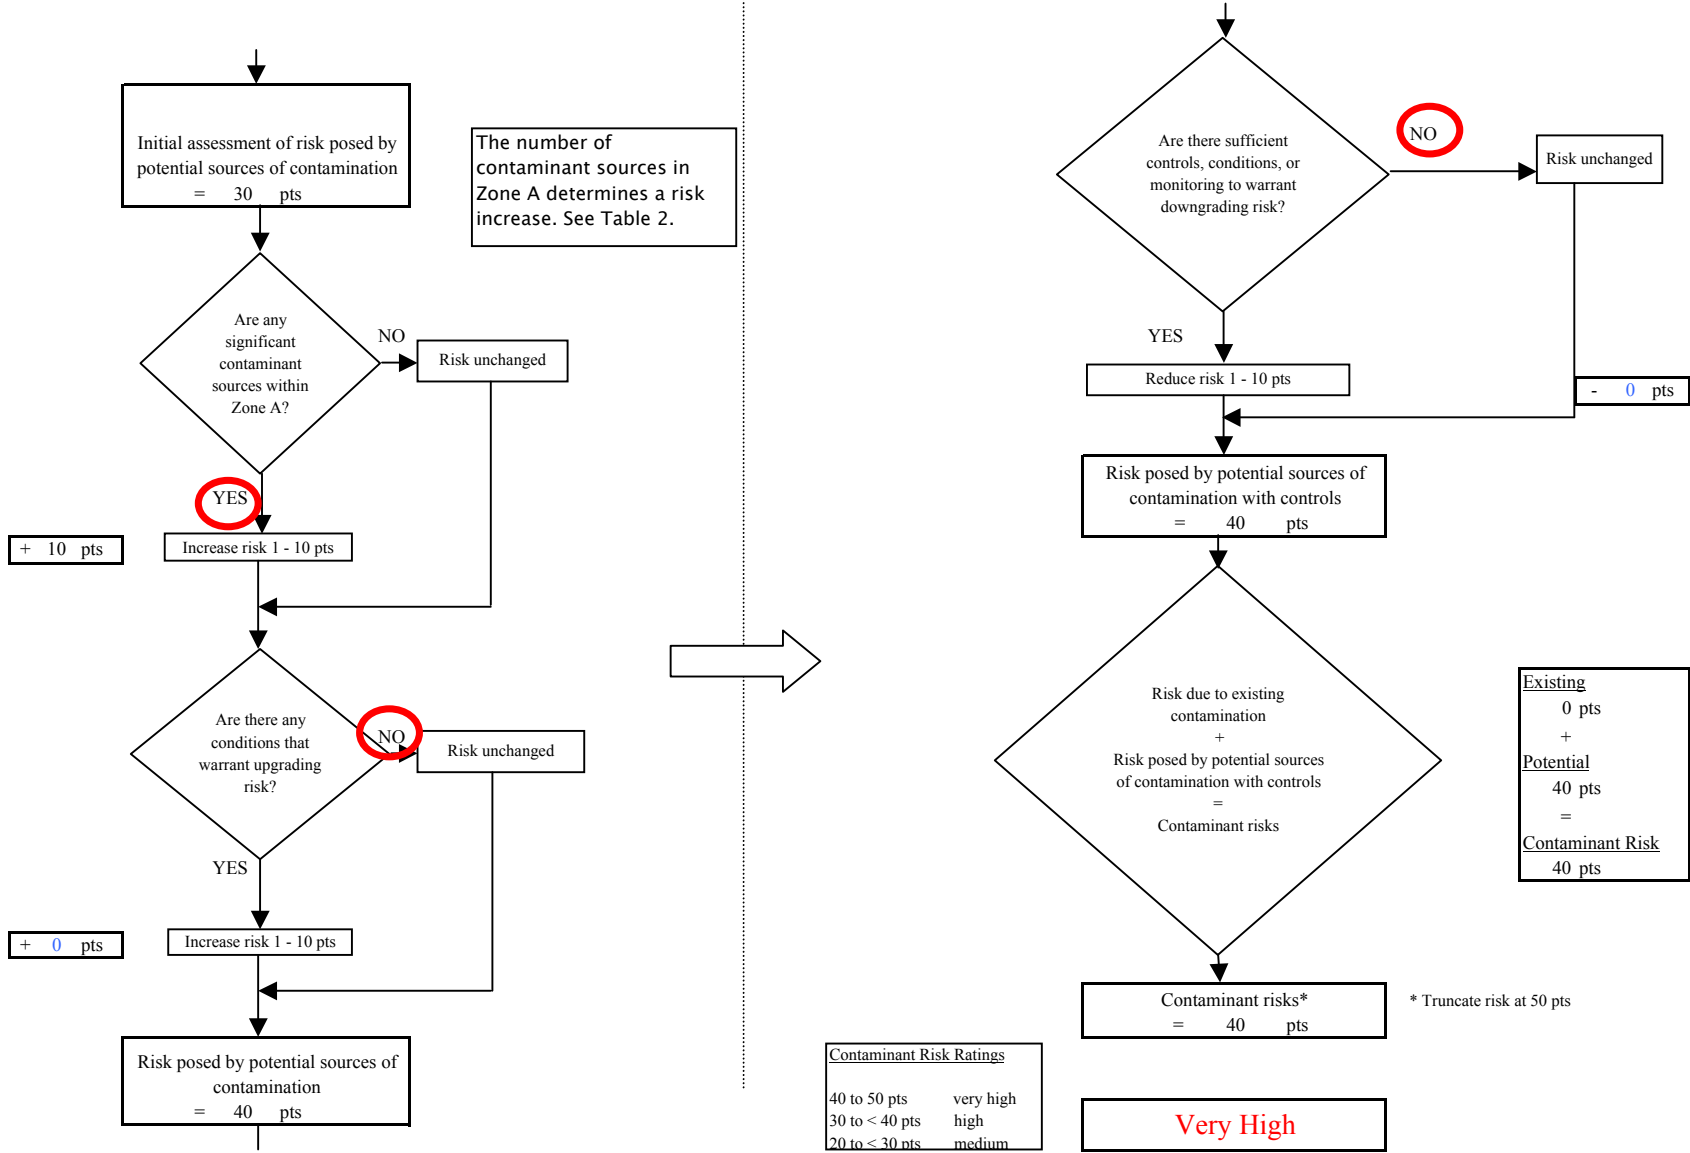 Initial assessment of risk posed by
potential sources of contamination
= 30 pts
The number of
contaminant sources in
Zone A determines a risk
increase. See Table 2.
Are any
significant
contaminant
sources within
Zone A?
NO
Risk unchanged
YES
+ 10 pts
Increase risk 1 - 10 pts
Are there any
conditions that
warrant upgrading
risk?
NO
Risk unchanged
YES
+ 0 pts
Increase risk 1 - 10 pts
Risk posed by potential sources of
contamination
= 40 pts
Are there sufficient
controls, conditions, or
monitoring to warrant
downgrading risk?
NO
Risk unchanged
YES
Reduce risk 1 - 10 pts
- 0 pts
Risk posed by potential sources of
contamination with controls
= 40 pts
Risk due to existing
contamination
+
Risk posed by potential sources
of contamination with controls
=
Contaminant risks
Existing
0 pts
+
Potential
40 pts
=
Contaminant Risk
40 pts
Contaminant risks*
= 40 pts
* Truncate risk at 50 pts
Contaminant Risk Ratings
40 to 50 pts very high
30 to < 40 pts high
20 to < 30 pts medium
Very High